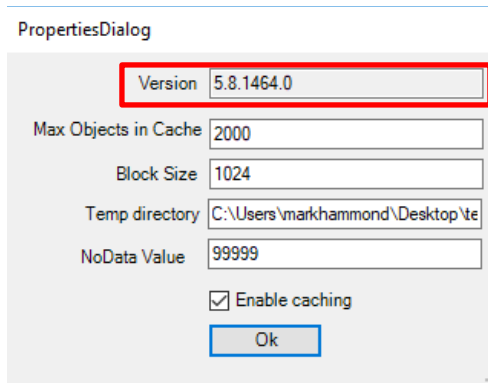 PropertiesDialog
Version 5.8.1464.0
Max Objects in Cache 2000
Block Size 1024
Temp directory C:\Users\markhammond\Desktop\te
NoData Value 99999
Enable caching
Ok